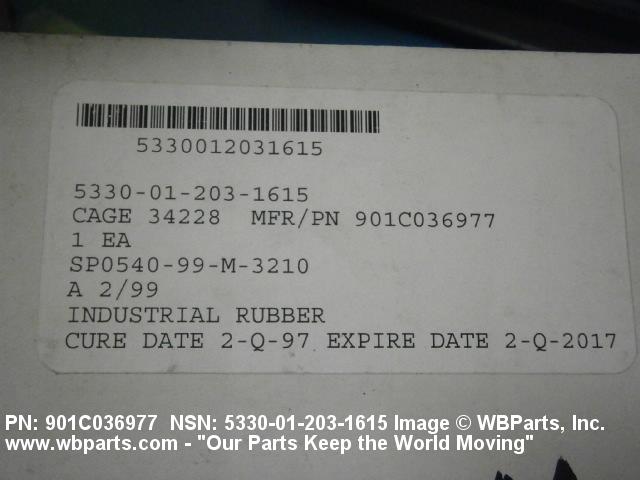 5330012031615
5330-01-203-1615
CAGE 34228 MFR/PN 901C036977
1 EA
SP0540-99-M-3210
A 2/99
INDUSTRIAL RUBBER
CURE DATE 2-Q-97 EXPIRE DATE 2-Q-2017
PN: 901C036977 NSN: 5330-01-203-1615 Image © WBParts, Inc.
www.wbparts.com - "Our Parts Keep the World Moving"